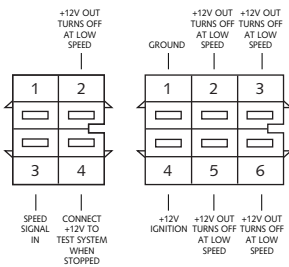 +12V OUT
TURNS OFF
AT LOW
SPEED
GROUND
+12V OUT
TURNS OFF
AT LOW
SPEED
+12V OUT
TURNS OFF
AT LOW
SPEED
1 2
3 4
1 2 3
4 5 6
SPEED
SIGNAL
IN
CONNECT
+12V TO
TEST SYSTEM
WHEN
STOPPED
+12V
IGNITION
+12V OUT
TURNS OFF
AT LOW
SPEED
+12V OUT
TURNS OFF
AT LOW
SPEED